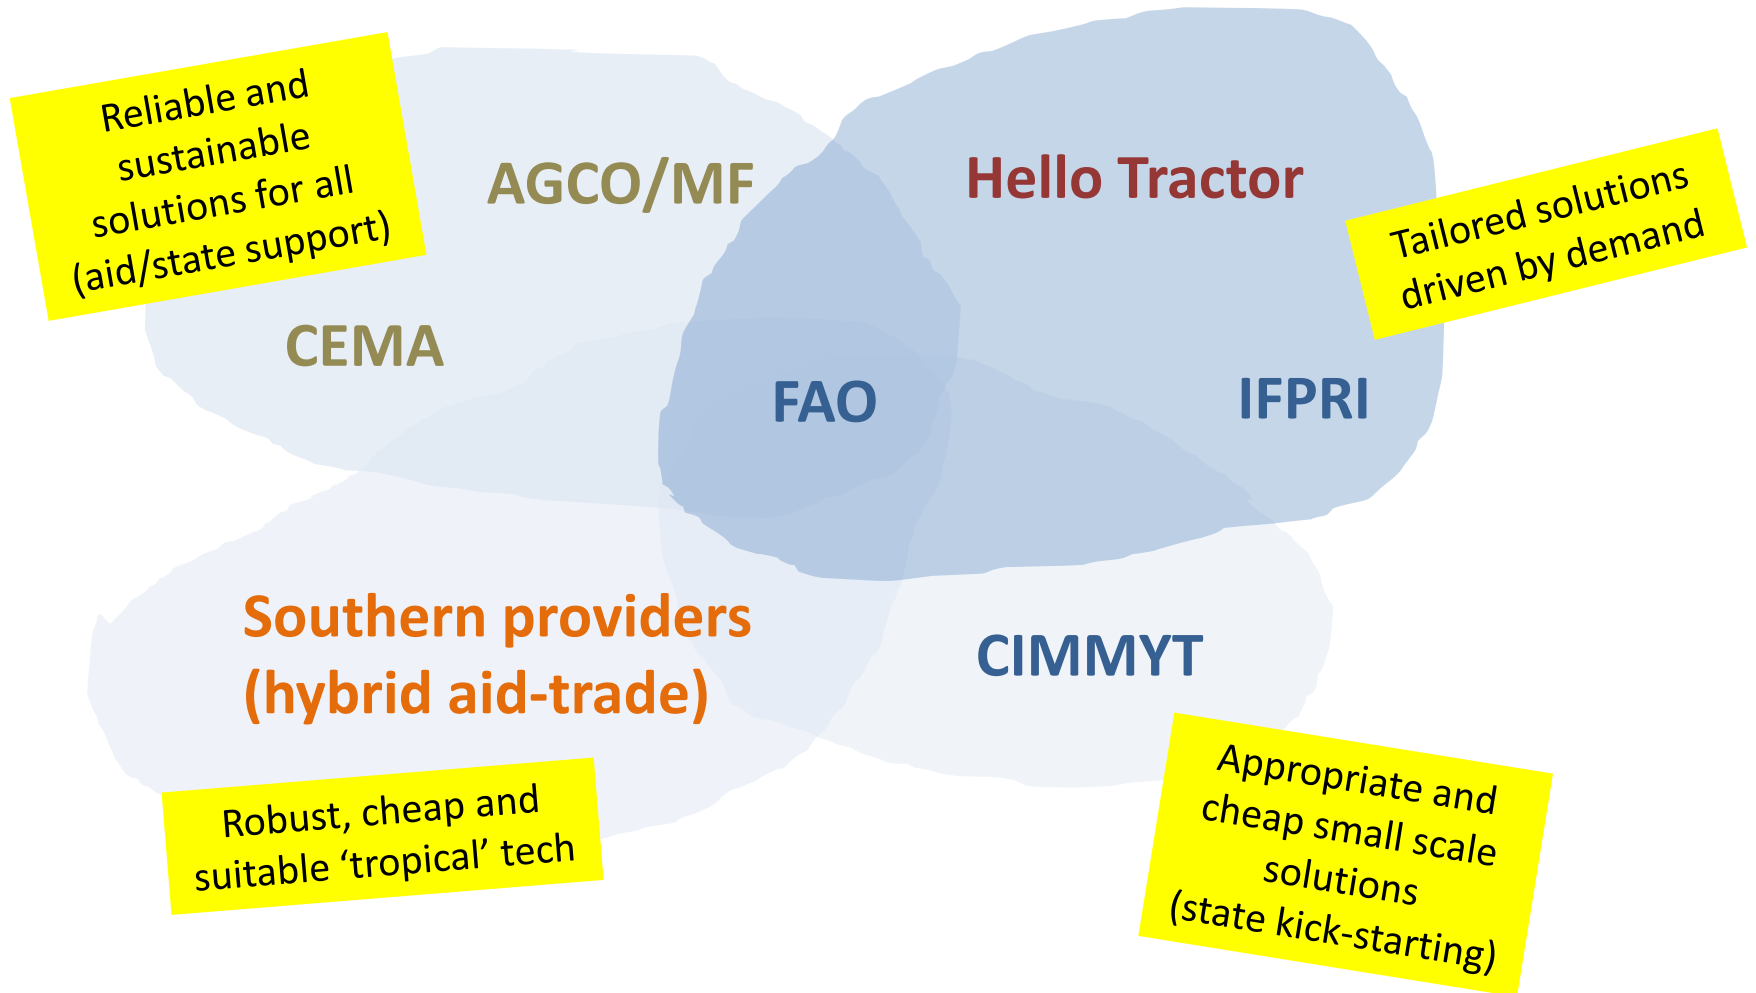 Reliable and
sustainable
solutions for all
(aid/state support)
AGCO/MF
Hello Tractor
Tailored solutions
driven by demand
CEMA
FAO
IFPRI
Southern providers
(hybrid aid-trade)
CIMMYT
Robust, cheap and
suitable ‘tropical’ tech
Appropriate and
cheap small scale
solutions
(state kick-starting)